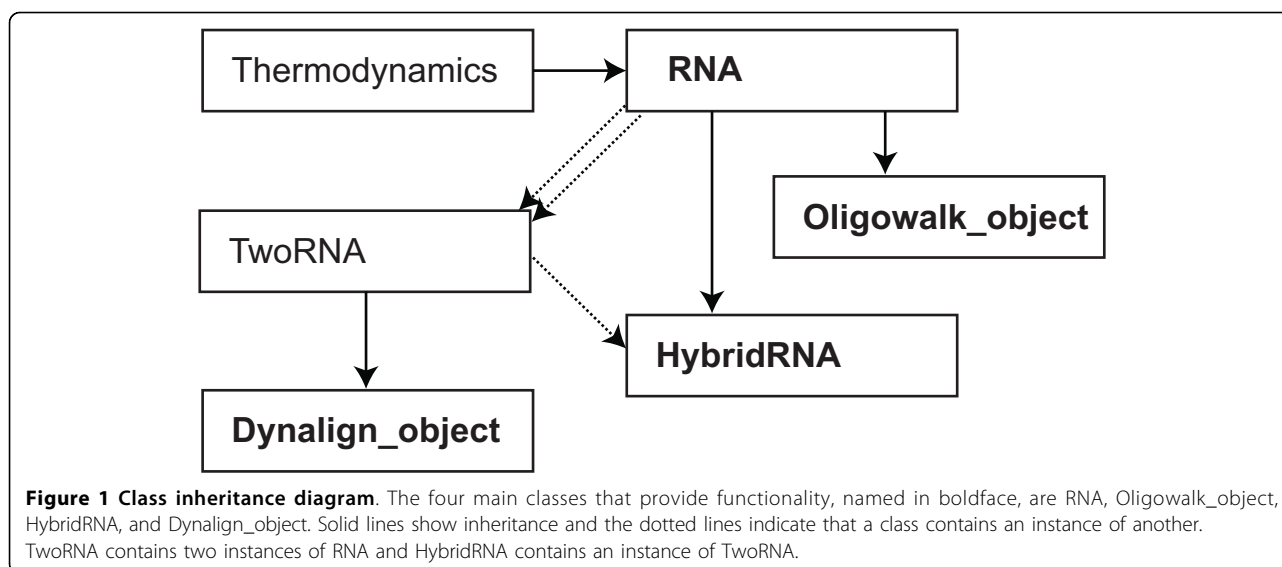 Thermodynamics
RNA
Oligowalk_object
TwoRNA
HybridRNA
Dynalign_object
Figure 1 Class inheritance diagram. The four main classes that provide functionality, named in boldface, are RNA, Oligowalk_object,
HybridRNA, and Dynalign_object. Solid lines show inheritance and the dotted lines indicate that a class contains an instance of another.
TwoRNA contains two instances of RNA and HybridRNA contains an instance of TwoRNA.